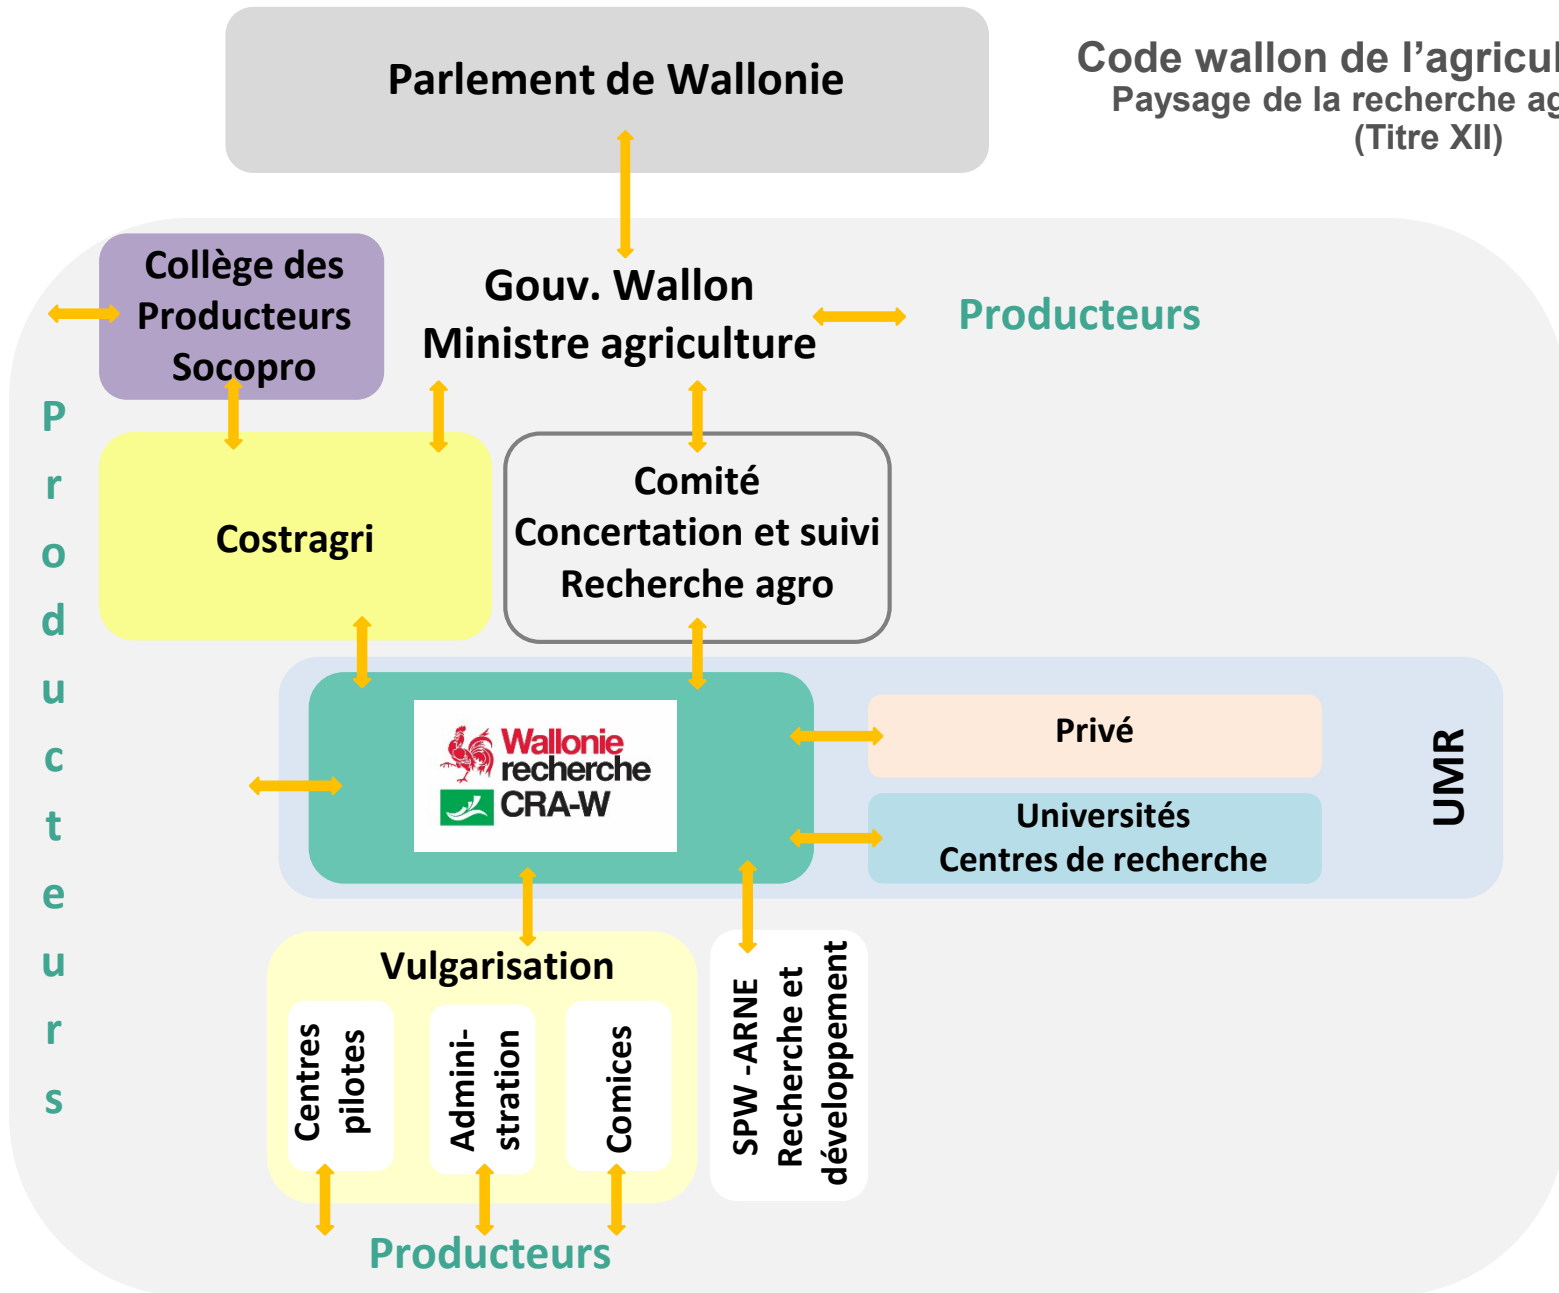 Parlement de Wallonie
Code wallon de l’agricul
Paysage de la recherche ag
(Titre XII)
Collège des
Producteurs
Socopro
Gouv. Wallon
Ministre agriculture
Producteurs
Producteurs
Costragri
Comité
Concertation et suivi
Recherche agro
Wallonie
recherche
CRA-W
Privé
Universités
Centres de recherche
UMR
Vulgarisation
Centres
pilotes
Admini-
stration
Comices
SPW -ARNE
Recherche et
développement
Producteurs